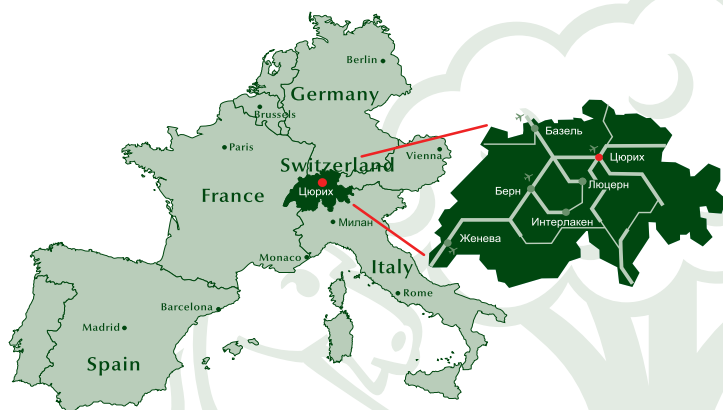 Berlin
Germany
Brussels
Paris
Vienna
Switzerland
Цюрих
France
Милан
Monaco
Italy
Rome
Barcelona
Madrid
Spain
Базель
Цюрих
Люцерн
Берн
Интерлакен
Женева